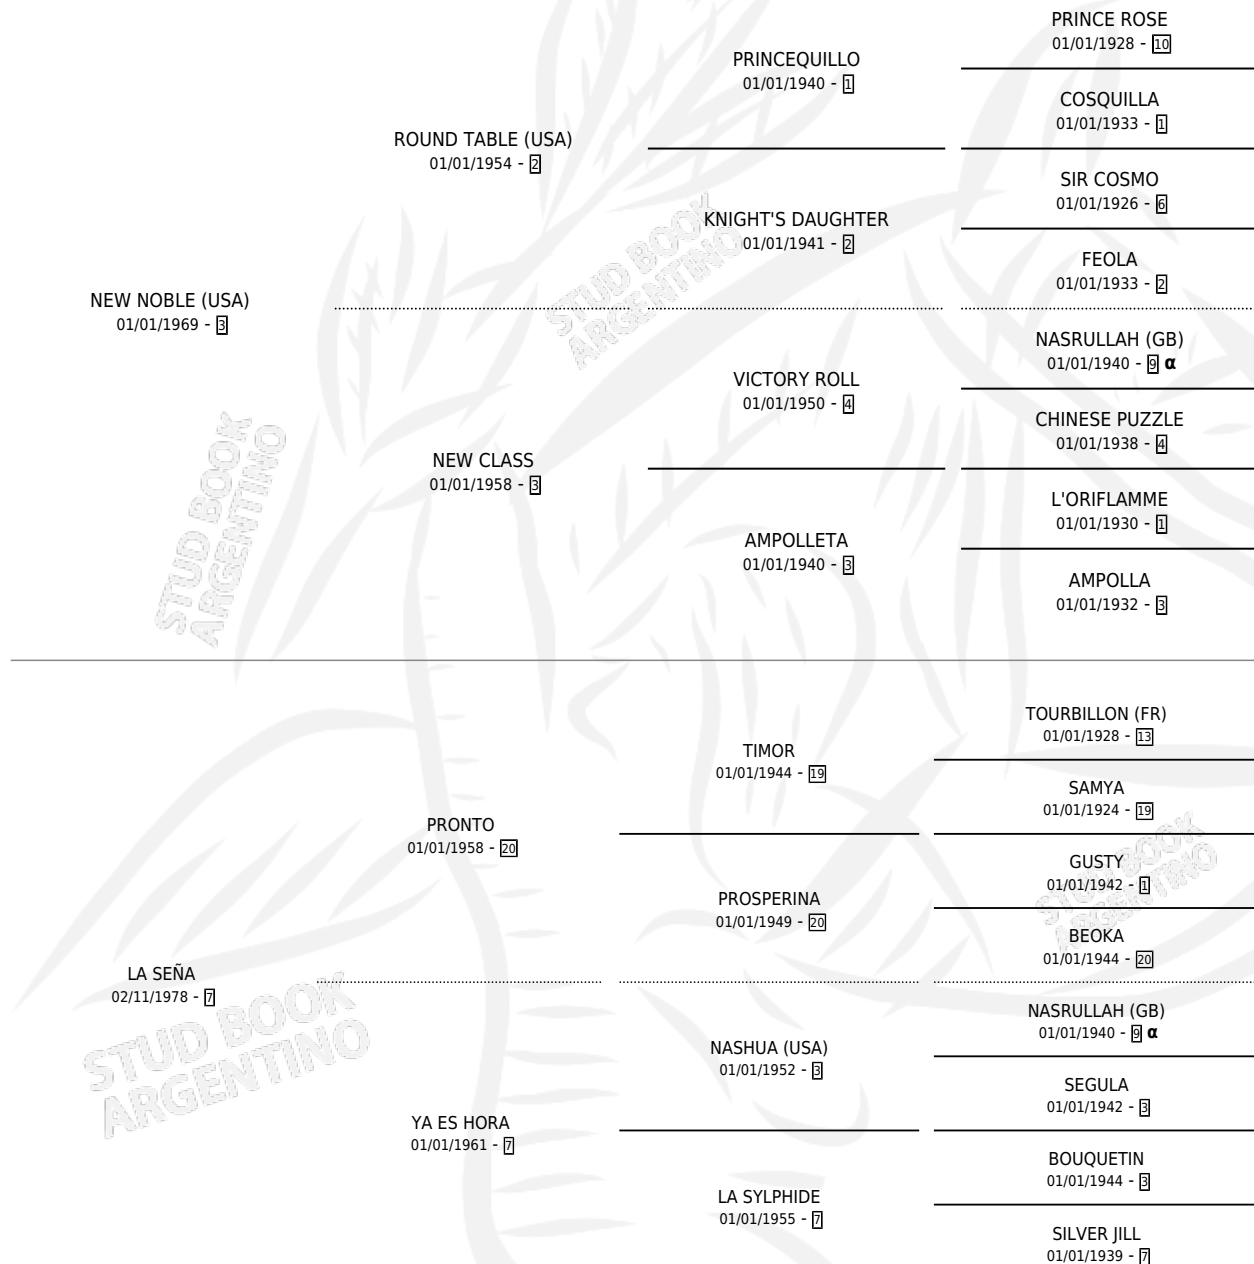 PRINCE ROSE
01/01/1928 - 10
PRINCEQUILLO
01/01/1940 - 1
COSQUILLA
01/01/1933 - 1
ROUND TABLE (USA)
01/01/1954 - 2
SIR COSMO
01/01/1926 - 6
KNIGHT'S DAUGHTER
01/01/1941 - 2
FEOLA
01/01/1933 - 2
NEW NOBLE (USA)
01/01/1969 - 3
NASRULLAH (GB)
01/01/1940 - 9 α
VICTORY ROLL
01/01/1950 - 4
CHINESE PUZZLE
01/01/1938 - 4
NEW CLASS
01/01/1958 - 3
L'ORIFLAMME
01/01/1930 - 1
AMPOLLETA
01/01/1940 - 3
AMPOLLA
01/01/1932 - 3
TOURBILLON (FR)
01/01/1928 - 13
TIMOR
01/01/1944 - 19
SAMYA
01/01/1924 - 19
PRONTO
01/01/1958 - 20
GUSTY
01/01/1942 - 1
PROSPERINA
01/01/1949 - 20
BEOKA
01/01/1944 - 20
LA SEÑA
02/11/1978 - 7
NASRULLAH (GB)
01/01/1940 - 9 α
NASHUA (USA)
01/01/1952 - 3
SEGULA
01/01/1942 - 3
YA ES HORA
01/01/1961 - 7
BOUQUETIN
01/01/1944 - 3
LA SYLPHIDE
01/01/1955 - 7
SILVER JILL
01/01/1939 - 7
STUD BOOK
ARGENTINO
STUD BOOK
ARGENTINO
STUD BOOK
ARGENTINO
STUD BOOK
ARGENTINO